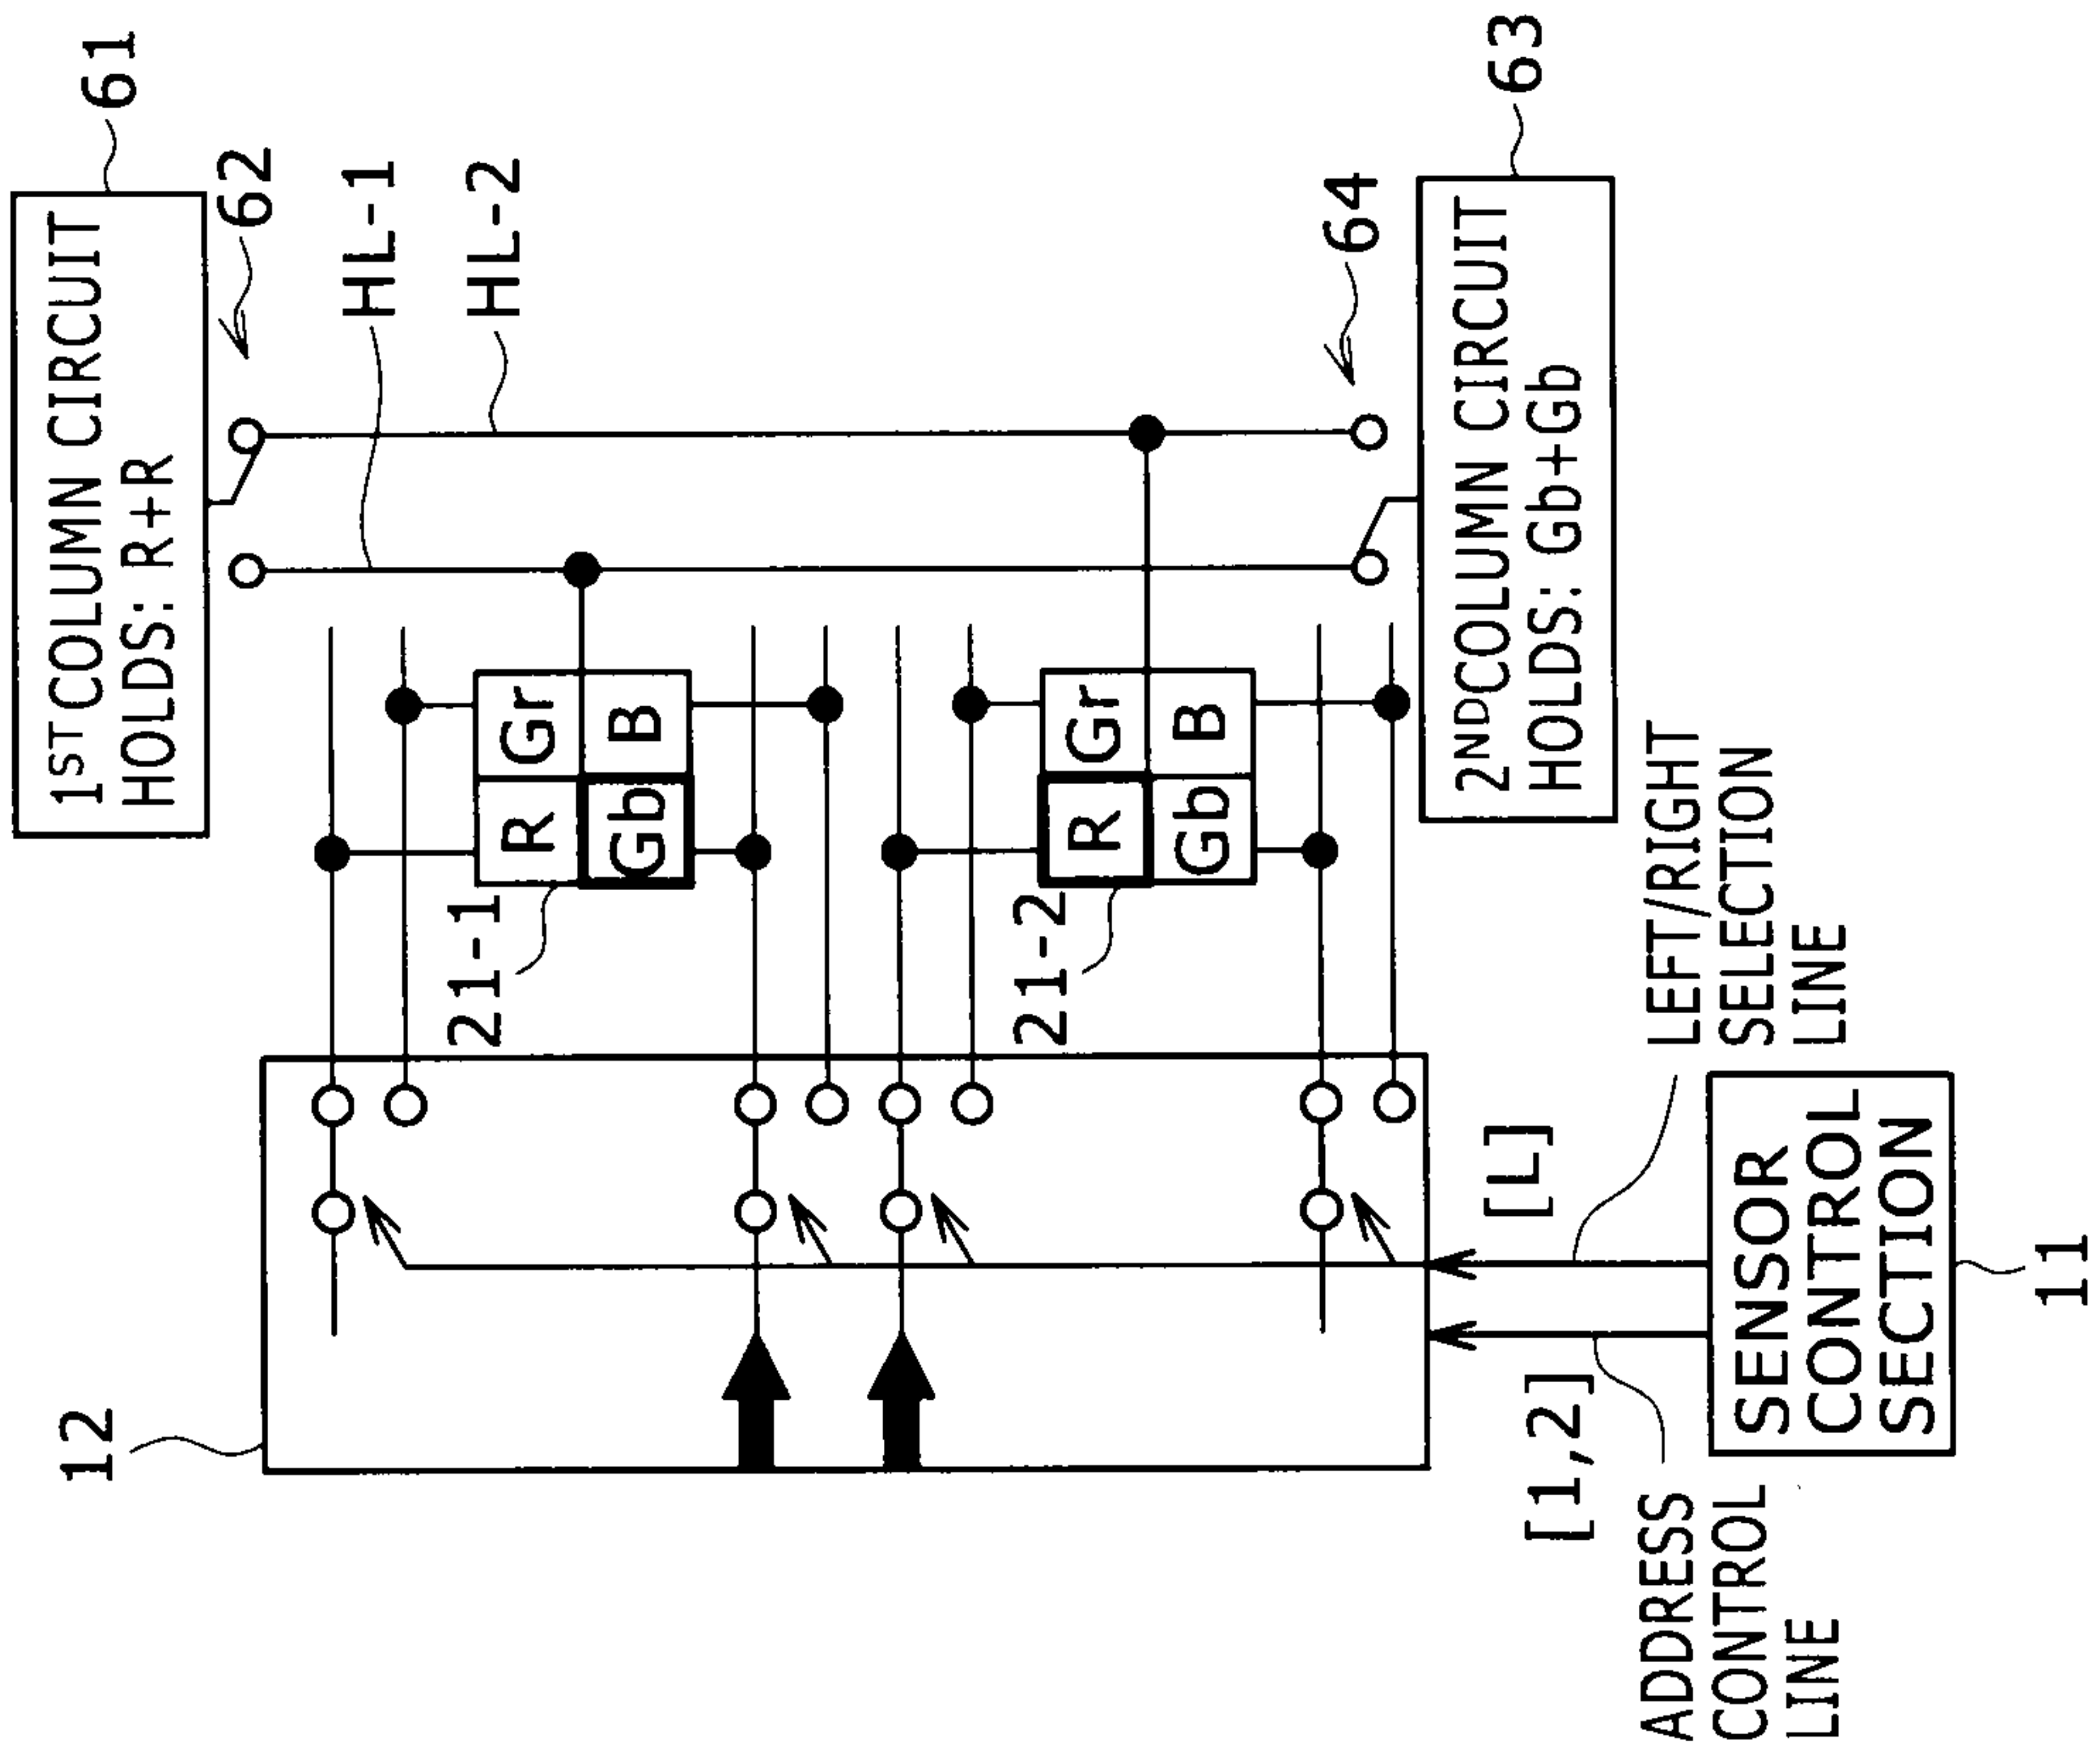 1ST COLUMN CIRCUIT
HOLDS: R+R
61
62
HL-1
HL-2
R
Gr
Gb
B
21-1
R
Gr
Gb
B
21-2
64
2NDCOLUMN CIRCUIT
HOLDS: Gb+Gb
63
12
[1,2]
[L]
ADDRESS
CONTROL
LINE
LEFT/RIGHT
SELECTION
LINE
SENSOR
CONTROL
SECTION
11